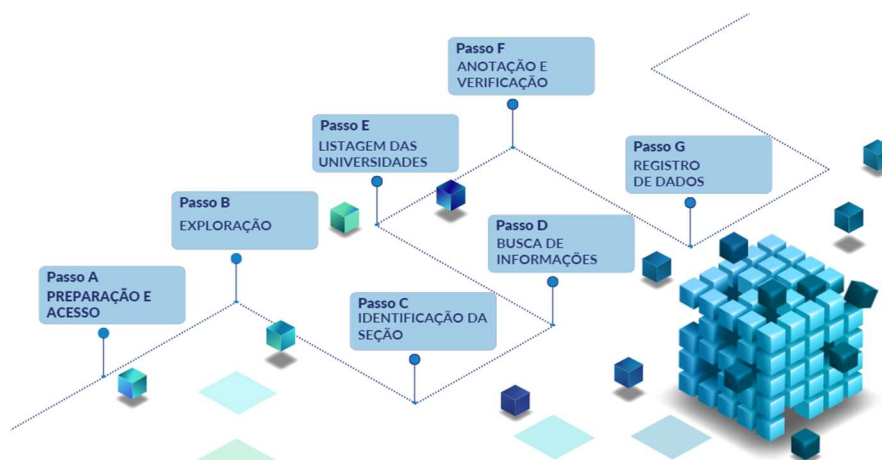 Passo A
PREPARAÇÃO E
ACESSO
Passo B
EXPLORAÇÃO
Passo C
IDENTIFICAÇÃO DA
SEÇÃO
Passo D
BUSCA DE
INFORMAÇÕES
Passo E
LISTAGEM DAS
UNIVERSIDADES
Passo F
ANOTAÇÃO E
VERIFICAÇÃO
Passo G
REGISTRO
DE DADOS